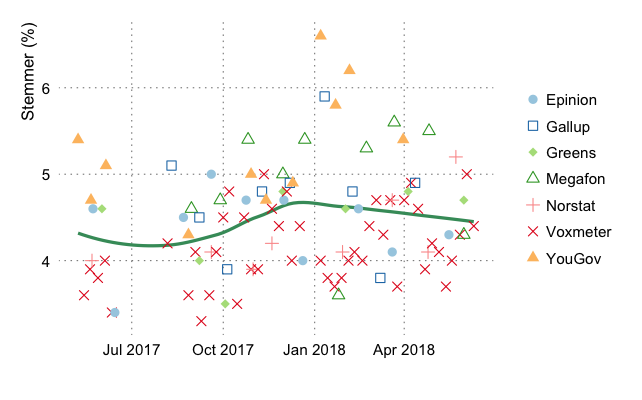 Stemmer (%)
6
5
4
Jul 2017 Oct 2017 Jan 2018 Apr 2018
Epinion
Gallup
Greens
Megafon
Norstat
Voxmeter
YouGov